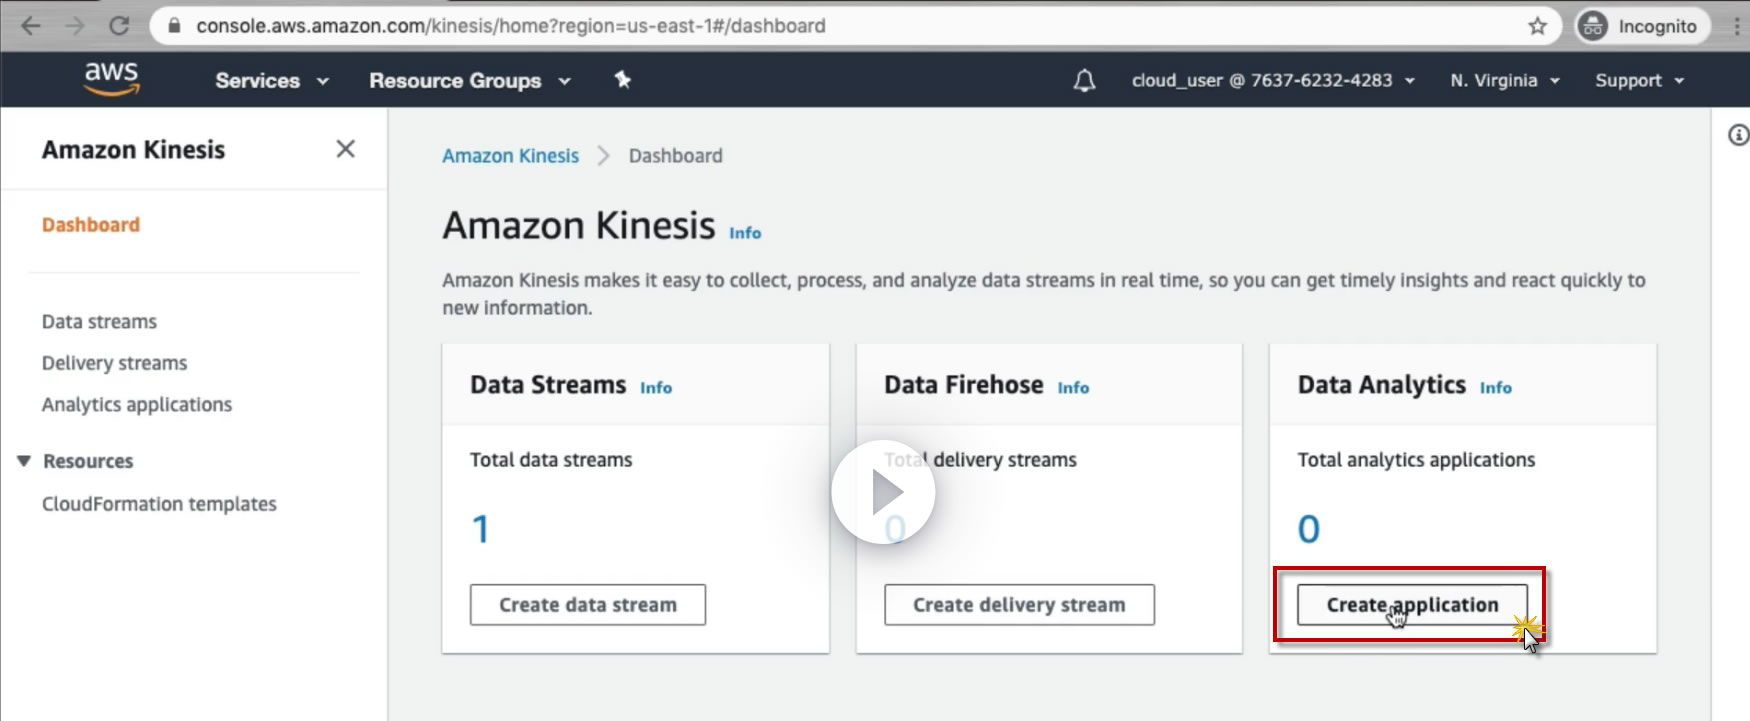 console.aws.amazon.com/kinesis/home?region=us-east-1#/dashboard
Incognito
aws
Services
Resource Groups
cloud_user @ 7637-6232-4283
N. Virginia
Support
Amazon Kinesis
Dashboard
Data streams
Delivery streams
Analytics applications
Resources
CloudFormation templates
Amazon Kinesis
Dashboard
Amazon Kinesis Info
Amazon Kinesis makes it easy to collect, process, and analyze data streams in real time, so you can get timely insights and react quickly to
new information.
Data Streams Info
Total data streams
1
Create data stream
Data Firehose Info
Total delivery streams
0
Create delivery stream
Data Analytics Info
Total analytics applications
0
Create application